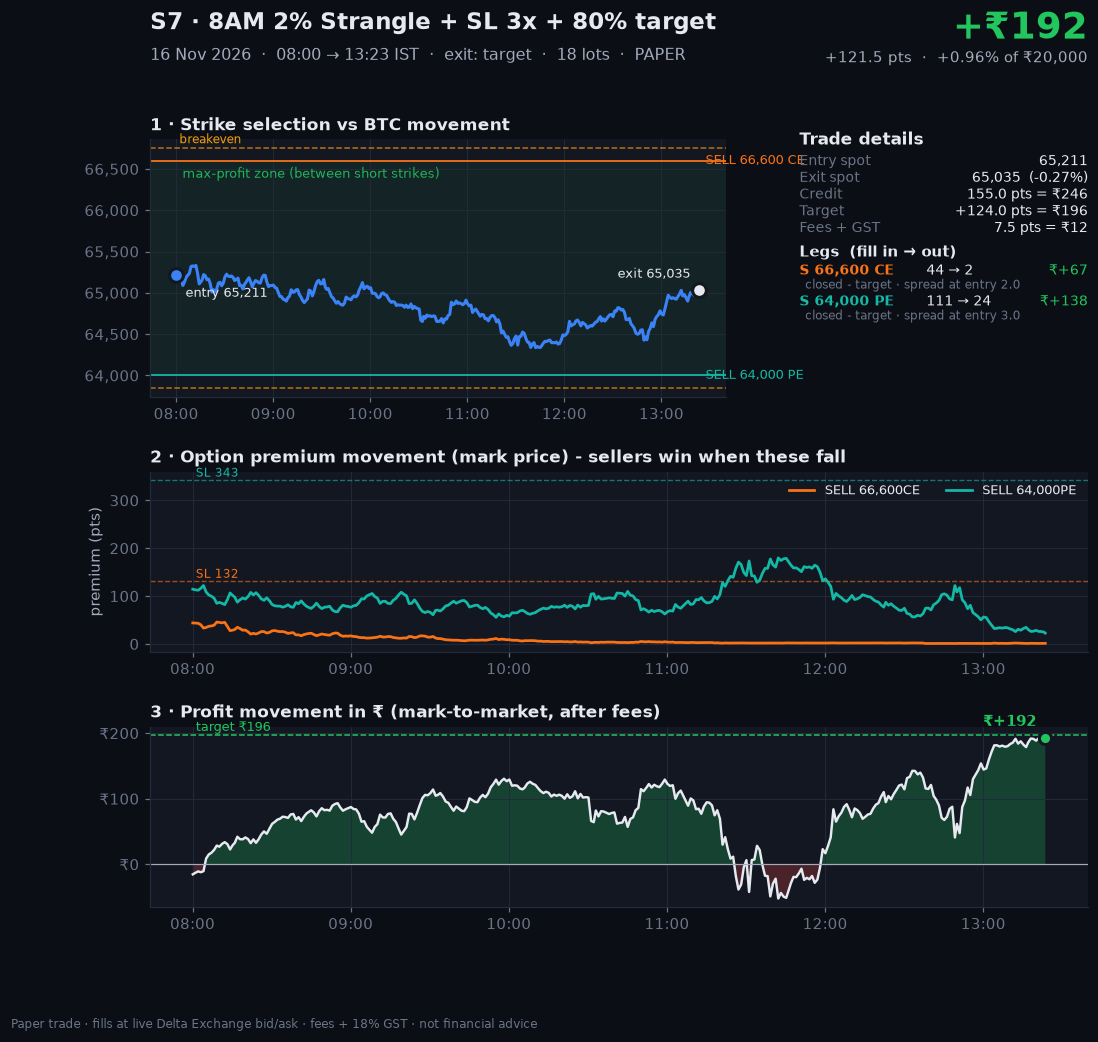 S7 · 8AM 2% Strangle + SL 3x + 80% target
+₹192
16 Nov 2026 · 08:00 → 13:23 IST · exit: target · 18 lots · PAPER
+121.5 pts · +0.96% of ₹20,000
1 · Strike selection vs BTC movement
breakeven
SELL 66,600 CE
max-profit zone (between short strikes)
66,500
66,000
65,500
65,000
64,500
64,000
entry 65,211
exit 65,035
SELL 64,000 PE
08:00 09:00 10:00 11:00 12:00 13:00
Trade details
Entry spot 65,211
Exit spot 65,035 (-0.27%)
Credit 155.0 pts = ₹246
Target +124.0 pts = ₹196
Fees + GST 7.5 pts = ₹12
Legs (fill in → out)
S 66,600 CE 44 → 2 ₹+67
closed - target · spread at entry 2.0
S 64,000 PE 111 → 24 ₹+138
closed - target · spread at entry 3.0
2 · Option premium movement (mark price) - sellers win when these fall
SL 343
SELL 66,600CE SELL 64,000PE
SL 132
premium (pts)
300
200
100
0
08:00 09:00 10:00 11:00 12:00 13:00
3 · Profit movement in ₹ (mark-to-market, after fees)
target ₹196
₹+192
₹200
₹100
₹0
08:00 09:00 10:00 11:00 12:00 13:00
Paper trade · fills at live Delta Exchange bid/ask · fees + 18% GST · not financial advice